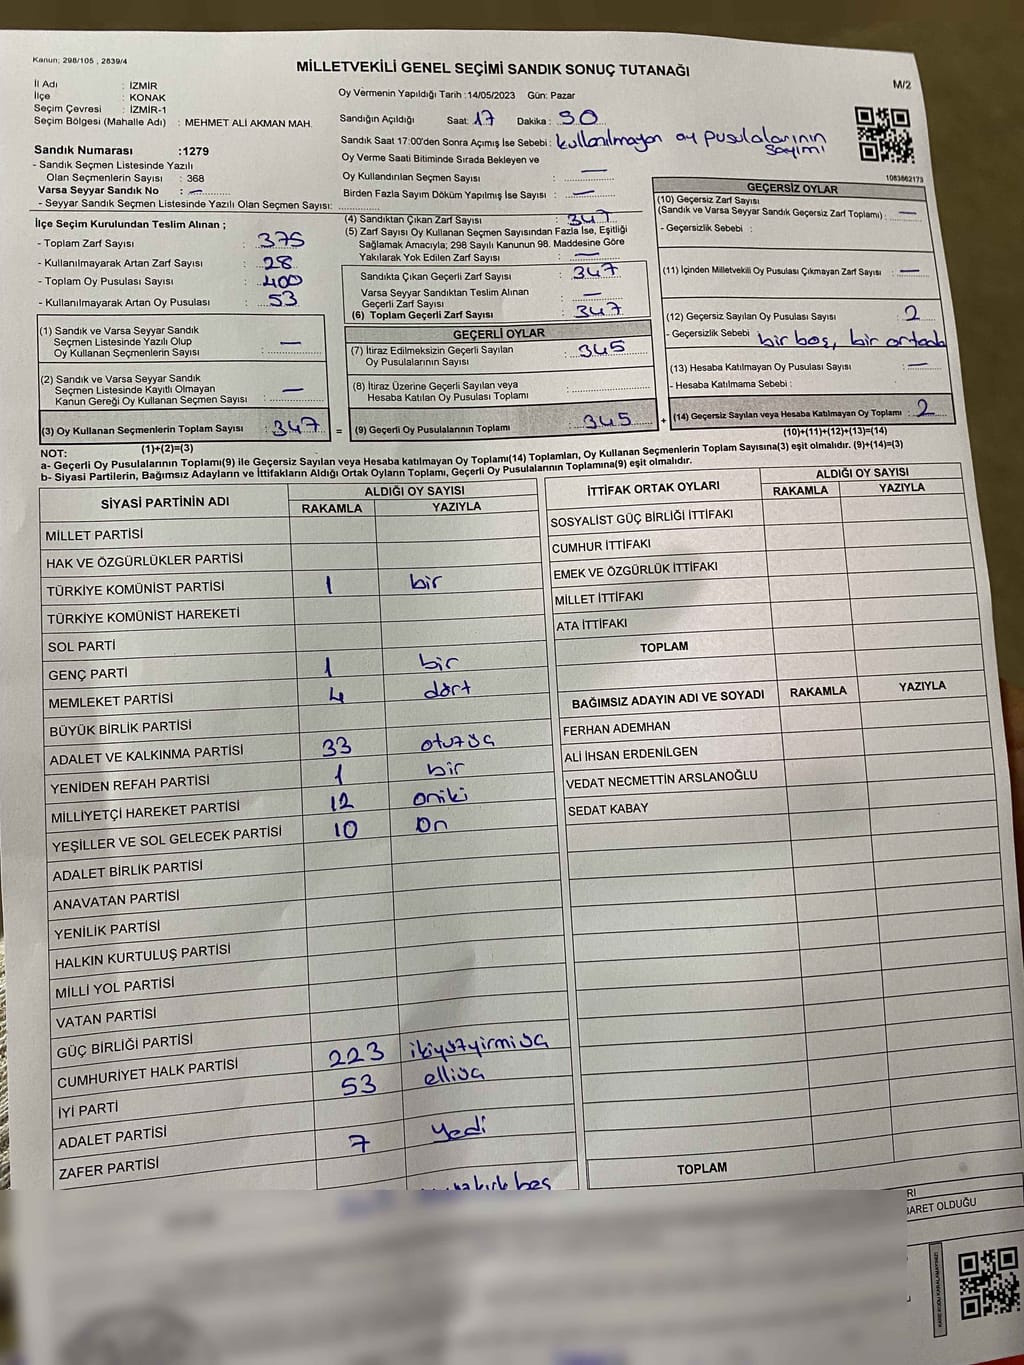 Kanun; 298/105 , 2839/4
MİLLETVEKİLİ GENEL SEÇİMİ SANDIK SONUÇ TUTANAĞI
M/2
İl Adı : İZMİR
İlçe : KONAK
Seçim Çevresi : İZMİR-1
Seçim Bölgesi (Mahalle Adı) : MEHMET ALİ AKMAN MAH.
Oy Vermenin Yapıldığı Tarih :14/05/2023 Gün: Pazar
Sandığın Açıldığı Saat: 17 Dakika: 30
Sandık Saat 17:00'den Sonra Açımış İse Sebebi : kullanılmayan oy pusulalarının
sayımı
Oy Verme Saati Bitiminde Sırada Bekleyen ve
Oy Kullandırılan Seçmen Sayısı : —
Birden Fazla Sayım Döküm Yapılmış İse Sayısı : —
Sandık Numarası :1279
- Sandık Seçmen Listesinde Yazılı
Olan Seçmenlerin Sayısı : 368
Varsa Seyyar Sandık No : —
- Seyyar Sandık Seçmen Listesinde Yazılı Olan Seçmen Sayısı:
1083862173
İlçe Seçim Kurulundan Teslim Alınan ;
- Toplam Zarf Sayısı : 375
- Kullanılmayarak Artan Zarf Sayısı : 28
- Toplam Oy Pusulası Sayısı : 400
- Kullanılmayarak Artan Oy Pusulası : 53
(1) Sandık ve Varsa Seyyar Sandık
Seçmen Listesinde Yazılı Olup
Oy Kullanan Seçmenlerin Sayısı : —
(2) Sandık ve Varsa Seyyar Sandık
Seçmen Listesinde Kayıtlı Olmayan
Kanun Gereği Oy Kullanan Seçmen Sayısı : —
(3) Oy Kullanan Seçmenlerin Toplam Sayısı : 347 =
(1)+(2)=(3)
(4) Sandıktan Çıkan Zarf Sayısı : 347
(5) Zarf Sayısı Oy Kullanan Seçmen Sayısından Fazla İse, Eşitliği
Sağlamak Amacıyla; 298 Sayılı Kanunun 98. Maddesine Göre
Yakılarak Yok Edilen Zarf Sayısı : —
Sandıkta Çıkan Geçerli Zarf Sayısı : 347
Varsa Seyyar Sandıktan Teslim Alınan
Geçerli Zarf Sayısı : —
(6) Toplam Geçerli Zarf Sayısı : 347
GEÇERLİ OYLAR
(7) İtiraz Edilmeksizin Geçerli Sayılan
Oy Pusulalarının Sayısı : 345
(8) İtiraz Üzerine Geçerli Sayılan veya
Hesaba Katılan Oy Pusulası Toplamı :
(9) Geçerli Oy Pusulalarının Toplamı : 345 +
GEÇERSİZ OYLAR
(10) Geçersiz Zarf Sayısı
(Sandık ve Varsa Seyyar Sandık Geçersiz Zarf Toplamı) : —
- Geçersizlik Sebebi :
(11) İçinden Milletvekili Oy Pusulası Çıkmayan Zarf Sayısı : —
(12) Geçersiz Sayılan Oy Pusulası Sayısı : 2
- Geçersizlik Sebebi : bir boş, bir ortada
(13) Hesaba Katılmayan Oy Pusulası Sayısı : —
- Hesaba Katılmama Sebebi :
(14) Geçersiz Sayılan veya Hesaba Katılmayan Oy Toplamı : 2
(10)+(11)+(12)+(13)=(14)
NOT:
a- Geçerli Oy Pusulalarının Toplamı(9) ile Geçersiz Sayılan veya Hesaba Katılmayan Oy Toplamı(14) Toplamları, Oy Kullanan Seçmenlerin Toplam Sayısına(3) eşit olmalıdır. (9)+(14)=(3)
b- Siyasi Partilerin, Bağımsız Adayların ve İttifakların Aldığı Ortak Oyların Toplamı, Geçerli Oy Pusulalarının Toplamına(9) eşit olmalıdır.
SİYASİ PARTİNİN ADI ALDIĞI OY SAYISI
RAKAMLA YAZIYLA
MİLLET PARTİSİ
HAK VE ÖZGÜRLÜKLER PARTİSİ
TÜRKİYE KOMÜNİST PARTİSİ 1 bir
TÜRKİYE KOMÜNİST HAREKETİ
SOL PARTİ
GENÇ PARTİ 1 bir
MEMLEKET PARTİSİ 4 dört
BÜYÜK BİRLİK PARTİSİ
ADALET VE KALKINMA PARTİSİ 33 otuzüç
YENİDEN REFAH PARTİSİ 1 bir
MİLLİYETÇİ HAREKET PARTİSİ 12 oniki
YEŞİLLER VE SOL GELECEK PARTİSİ 10 On
ADALET BİRLİK PARTİSİ
ANAVATAN PARTİSİ
YENİLİK PARTİSİ
HALKIN KURTULUŞ PARTİSİ
MİLLİ YOL PARTİSİ
VATAN PARTİSİ
GÜÇ BİRLİĞİ PARTİSİ
CUMHURİYET HALK PARTİSİ 223 ikiyüzyirmiüç
İYİ PARTİ 53 elliüç
ADALET PARTİSİ
ZAFER PARTİSİ 7 yedi
kırk beş
İTTİFAK ORTAK OYLARI ALDIĞI OY SAYISI
RAKAMLA YAZIYLA
SOSYALİST GÜÇ BİRLİĞİ İTTİFAKI
CUMHUR İTTİFAKI
EMEK VE ÖZGÜRLÜK İTTİFAKI
MİLLET İTTİFAKI
ATA İTTİFAKI
TOPLAM
BAĞIMSIZ ADAYIN ADI VE SOYADI RAKAMLA YAZIYLA
FERHAN ADEMHAN
ALİ İHSAN ERDENİLGEN
VEDAT NECMETTİN ARSLANOĞLU
SEDAT KABAY
TOPLAM
RI
BARET OLDUĞU